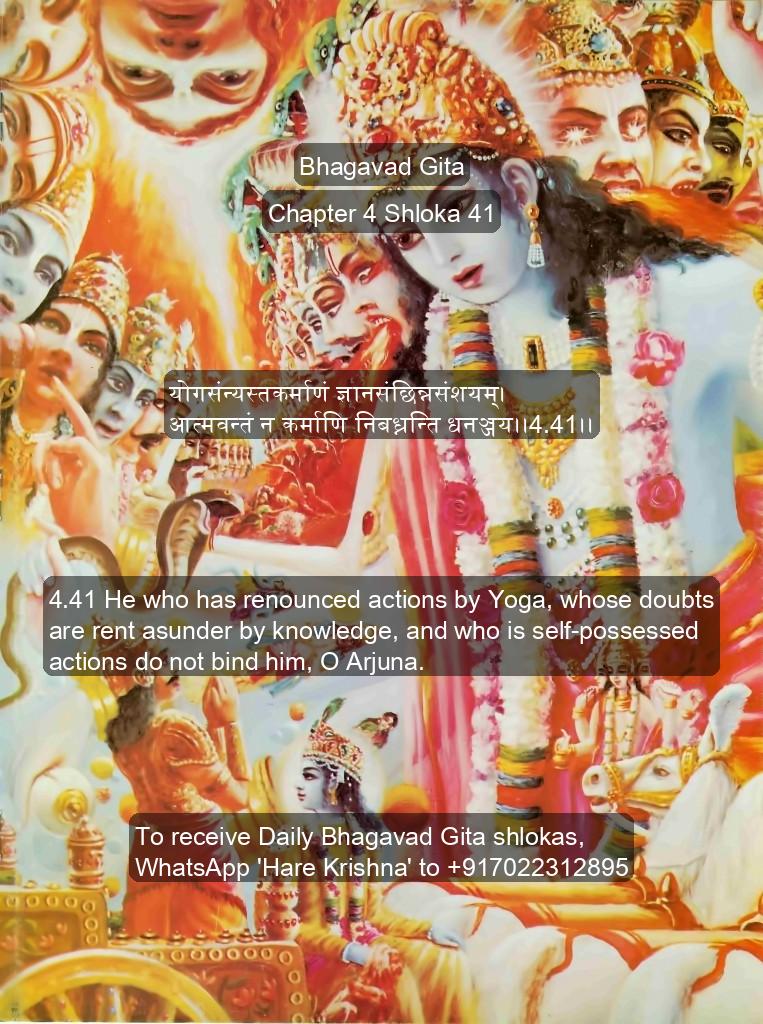 Bhagavad Gita
Chapter 4 Shloka 41
योगसंन्यस्तकर्माणं ज्ञानसंछिन्नसंशयम्।
आत्मवन्तं न कर्माणि निबध्नन्ति धनञ्जय।।4.41।।
4.41 He who has renounced actions by Yoga, whose doubts
are rent asunder by knowledge, and who is self-possessed
actions do not bind him, O Arjuna.
To receive Daily Bhagavad Gita shlokas,
WhatsApp 'Hare Krishna' to +917022312895